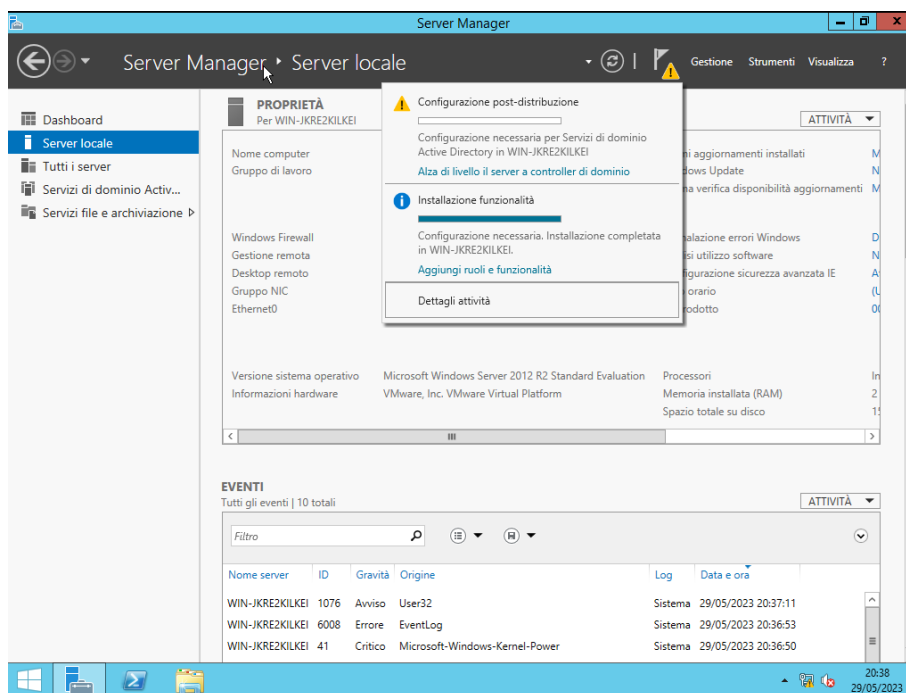 Server Manager
Server Manager • Server locale
Gestione Strumenti Visualizza ?
Dashboard
Server locale
Tutti i server
Servizi di dominio Activ...
Servizi file e archiviazione
PROPRIETÀ
Per WIN-JKRE2KILKEI
ATTIVITÀ
Nome computer
Gruppo di lavoro
Windows Firewall
Gestione remota
Desktop remoto
Gruppo NIC
Ethernet0
Configurazione post-distribuzione
Configurazione necessaria per Servizi di dominio
Active Directory in WIN-JKRE2KILKEI
Alza di livello il server a controller di dominio
Installazione funzionalità
Configurazione necessaria. Installazione completata
in WIN-JKRE2KILKEI.
Aggiungi ruoli e funzionalità
Dettagli attività
ni aggiornamenti installati
dows Update
na verifica disponibilità aggiornamenti
nalazione errori Windows
isi utilizzo software
figurazione sicurezza avanzata IE
orario
rodotto
Versione sistema operativo Microsoft Windows Server 2012 R2 Standard Evaluation
Informazioni hardware VMware, Inc. VMware Virtual Platform
Processori In
Memoria installata (RAM) 2
Spazio totale su disco
EVENTI
Tutti gli eventi | 10 totali
ATTIVITÀ
Filtro
Nome server ID Gravità Origine Log Data e ora
WIN-JKRE2KILKEI 1076 Avviso User32 Sistema 29/05/2023 20:37:11
WIN-JKRE2KILKEI 6008 Errore EventLog Sistema 29/05/2023 20:36:53
WIN-JKRE2KILKEI 41 Critico Microsoft-Windows-Kernel-Power Sistema 29/05/2023 20:36:50
20:38
29/05/2023